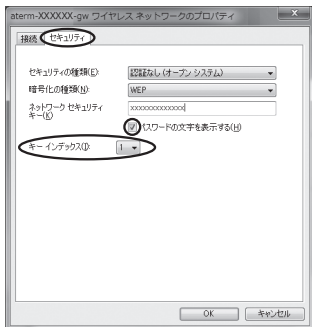 aterm-XXXXXX-gw ワイヤレス ネットワークのプロパティ
接続 セキュリティ
セキュリティの種類(E): 認証なし (オープン システム)
暗号化の種類(N): WEP
ネットワーク セキュリティ xxxxxxxxxxxxx
キー(K)
パスワードの文字を表示する(H)
キー インデックス(I): 1
OK キャンセル